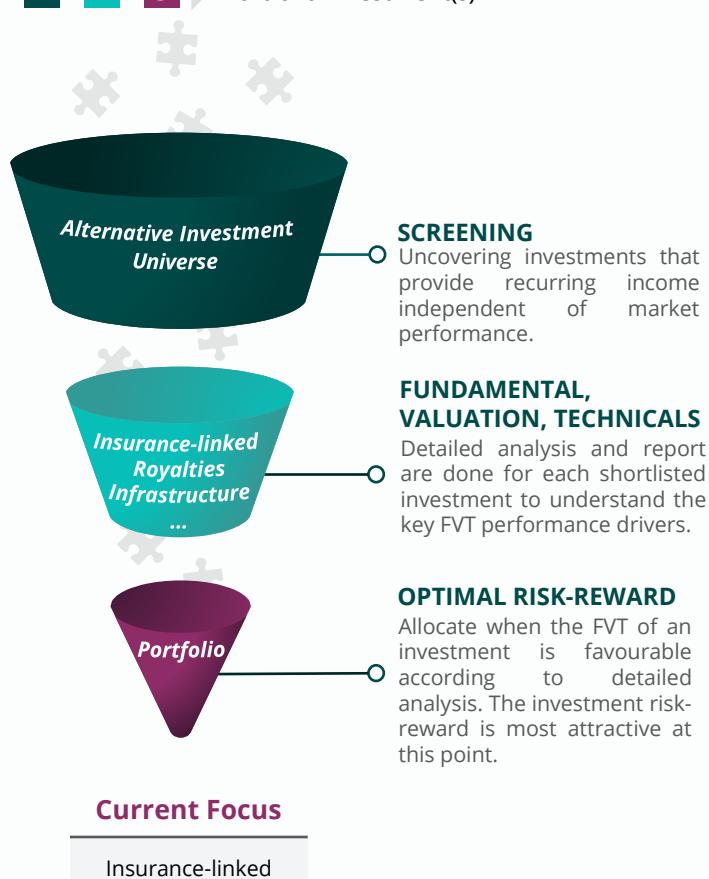 Alternative Investment
Universe
SCREENING
Uncovering investments that
provide recurring income
independent of market
performance.
Insurance-linked
Royalties
Infrastructure
...
FUNDAMENTAL,
VALUATION, TECHNICALS
Detailed analysis and report
are done for each shortlisted
investment to understand the
key FVT performance drivers.
Portfolio
OPTIMAL RISK-REWARD
Allocate when the FVT of an
investment is favourable
according to detailed
analysis. The investment risk-
reward is most attractive at
this point.
Current Focus
Insurance-linked